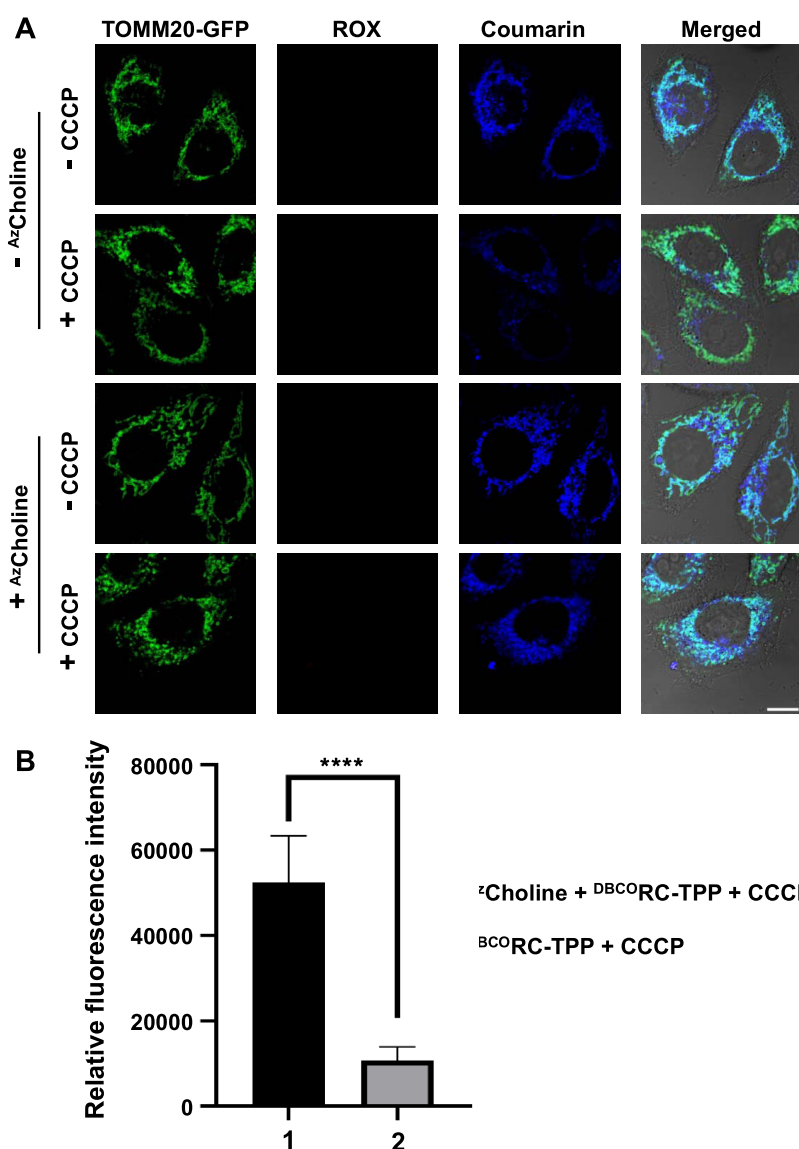 A
TOMM20-GFP ROX Coumarin Merged
- AzCholine
- CCCP
+ CCCP
+ AzCholine
- CCCP
+ CCCP
B
Relative fluorescence intensity
80000
60000
40000
20000
0
****
1 2
zCholine + DBCORC-TPP + CCC
BCORC-TPP + CCCP